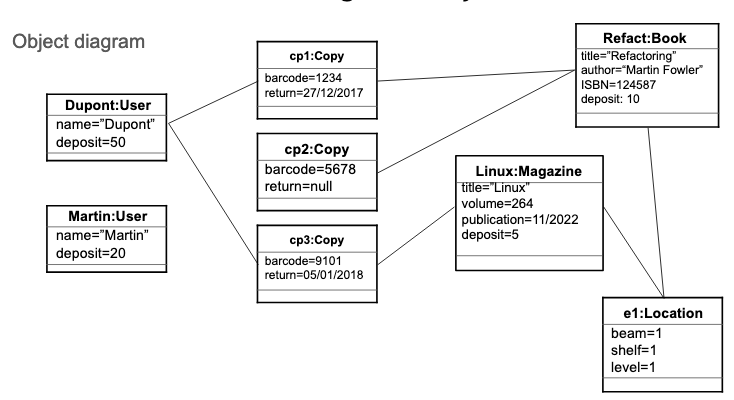 Object diagram
Dupont:User
name=”Dupont”
deposit=50
Martin:User
name=”Martin”
deposit=20
cp1:Copy
barcode=1234
return=27/12/2017
cp2:Copy
barcode=5678
return=null
cp3:Copy
barcode=9101
return=05/01/2018
Linux:Magazine
title=”Linux”
volume=264
publication=11/2022
deposit=5
Refact:Book
title=”Refactoring”
author=“Martin Fowler”
ISBN=124587
deposit: 10
e1:Location
beam=1
shelf=1
level=1